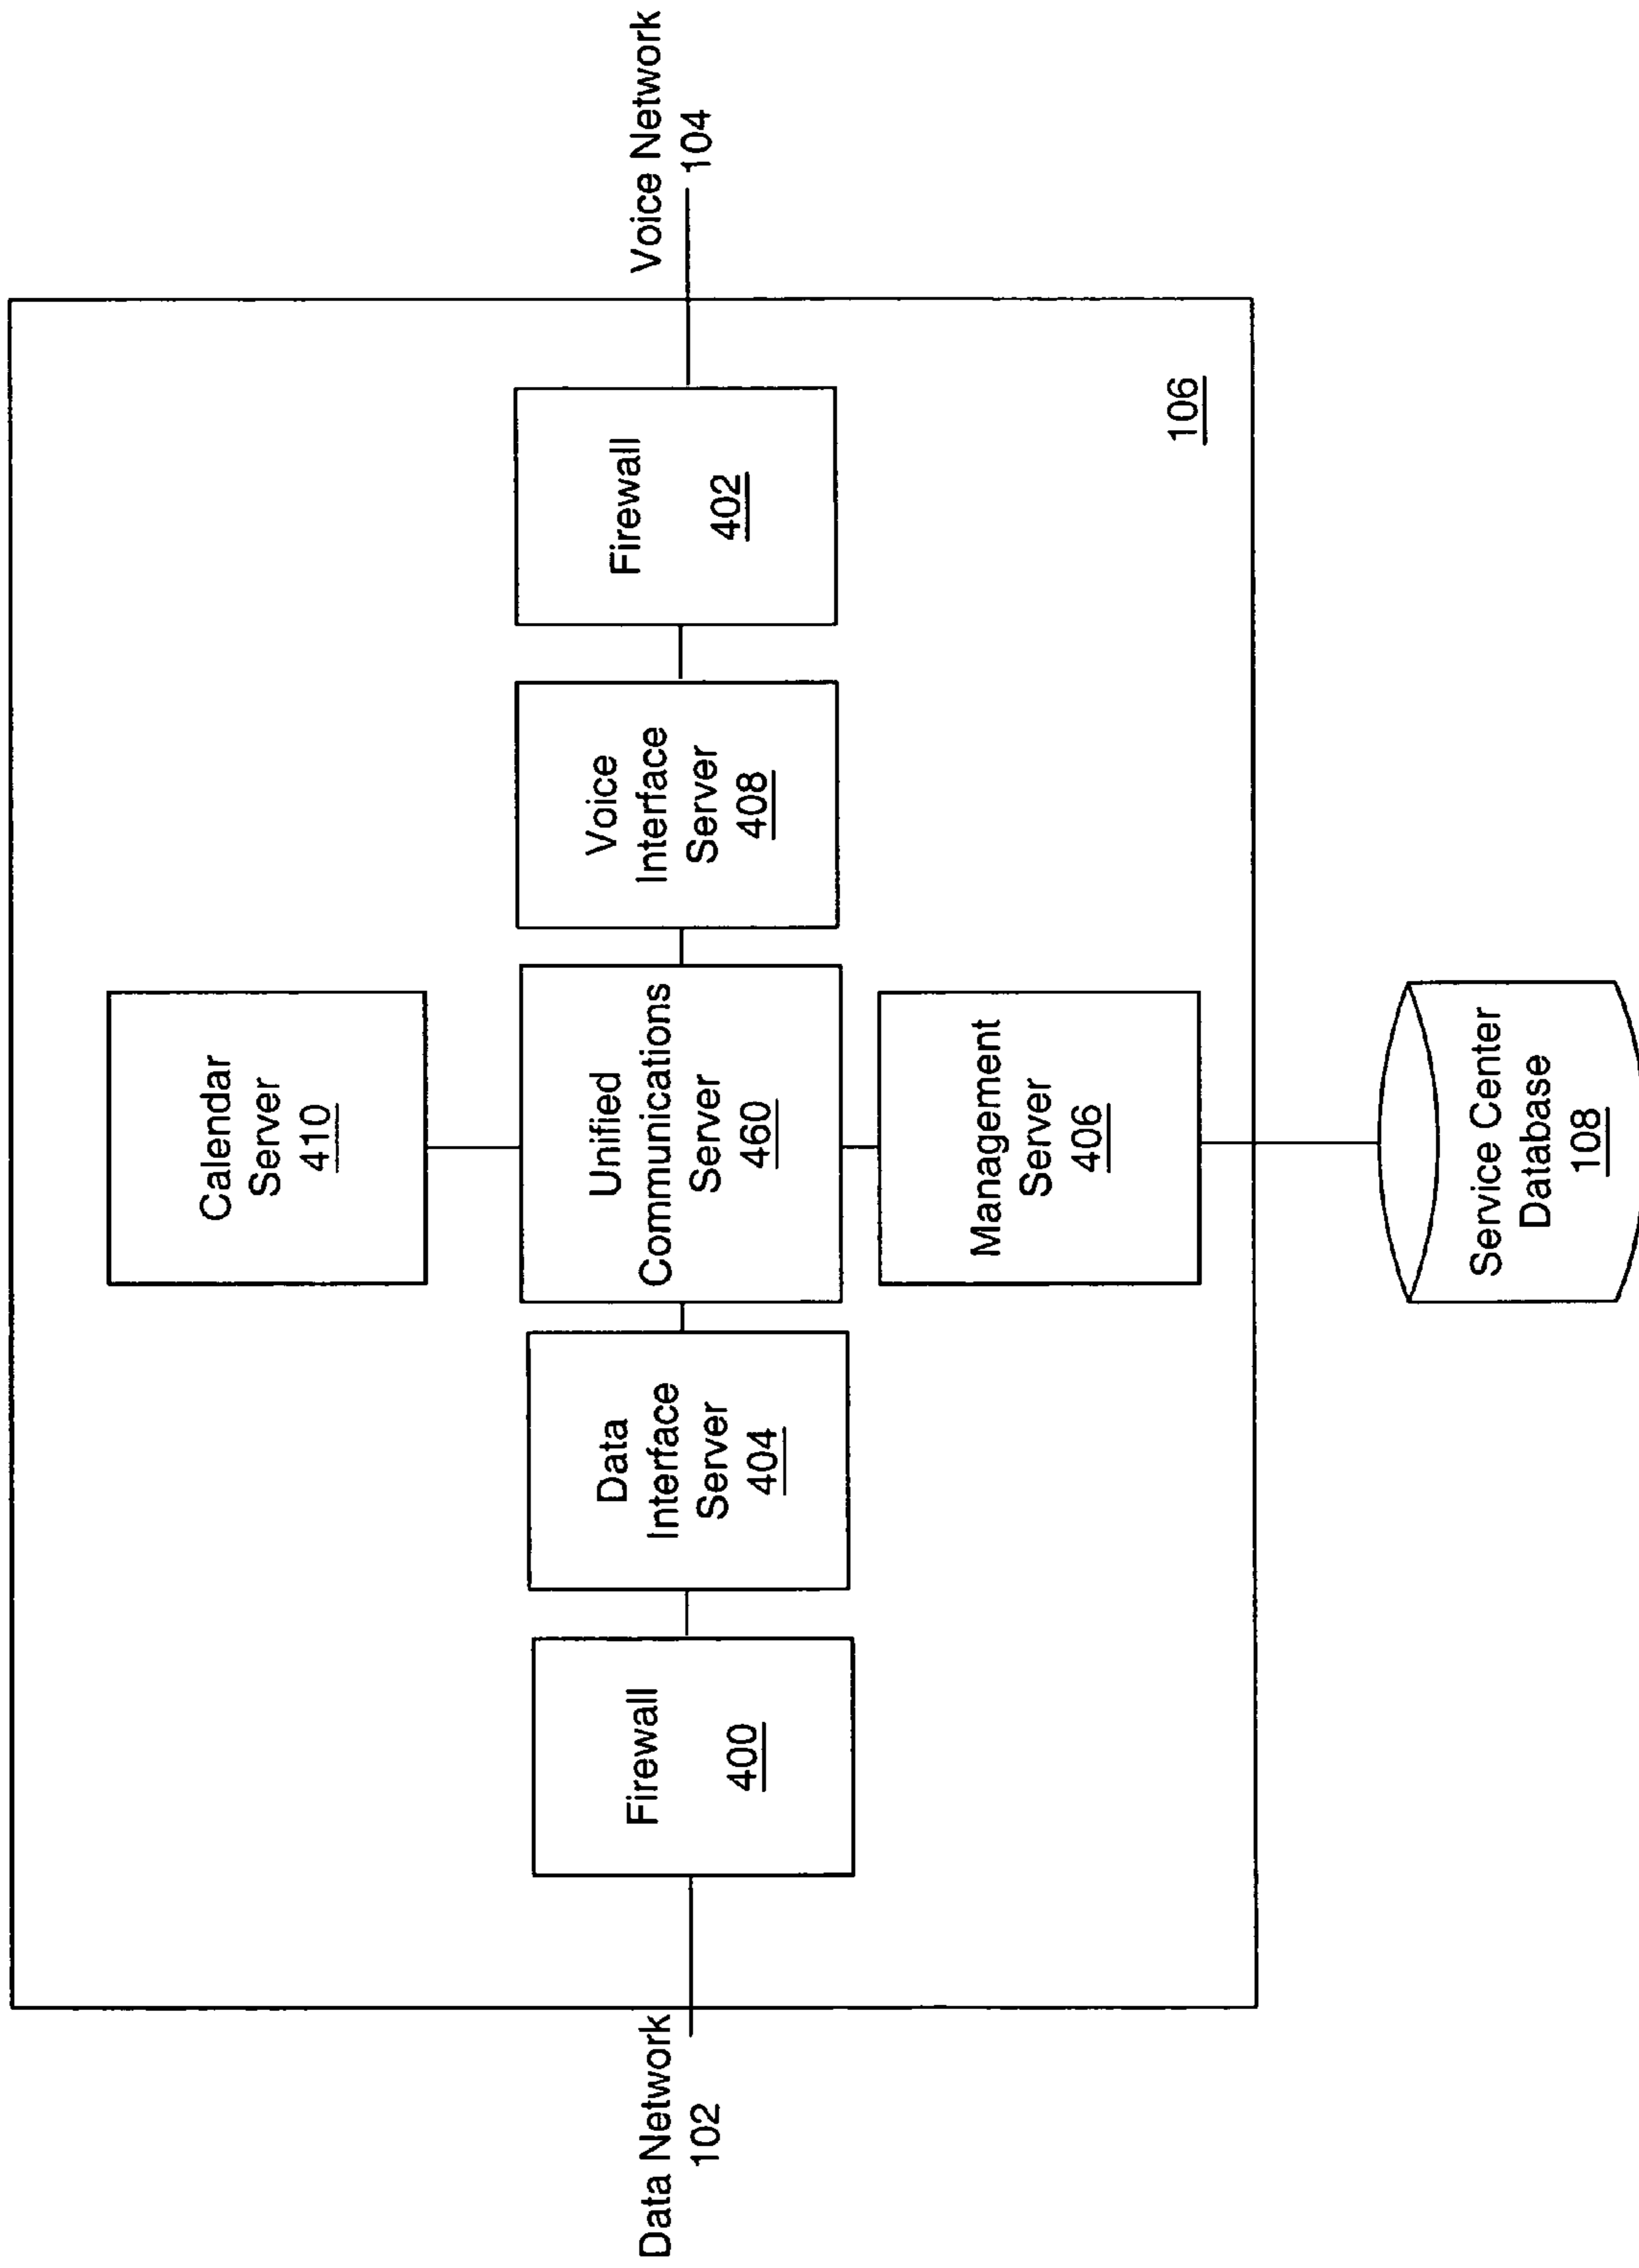 Calendar
Server
410
Data Network
102
Firewall
400
Data
Interface
Server
404
Unified
Communications
Server
460
Voice
Interface
Server
408
Firewall
402
Voice Network
104
Management
Server
406
106
Service Center
Database
108